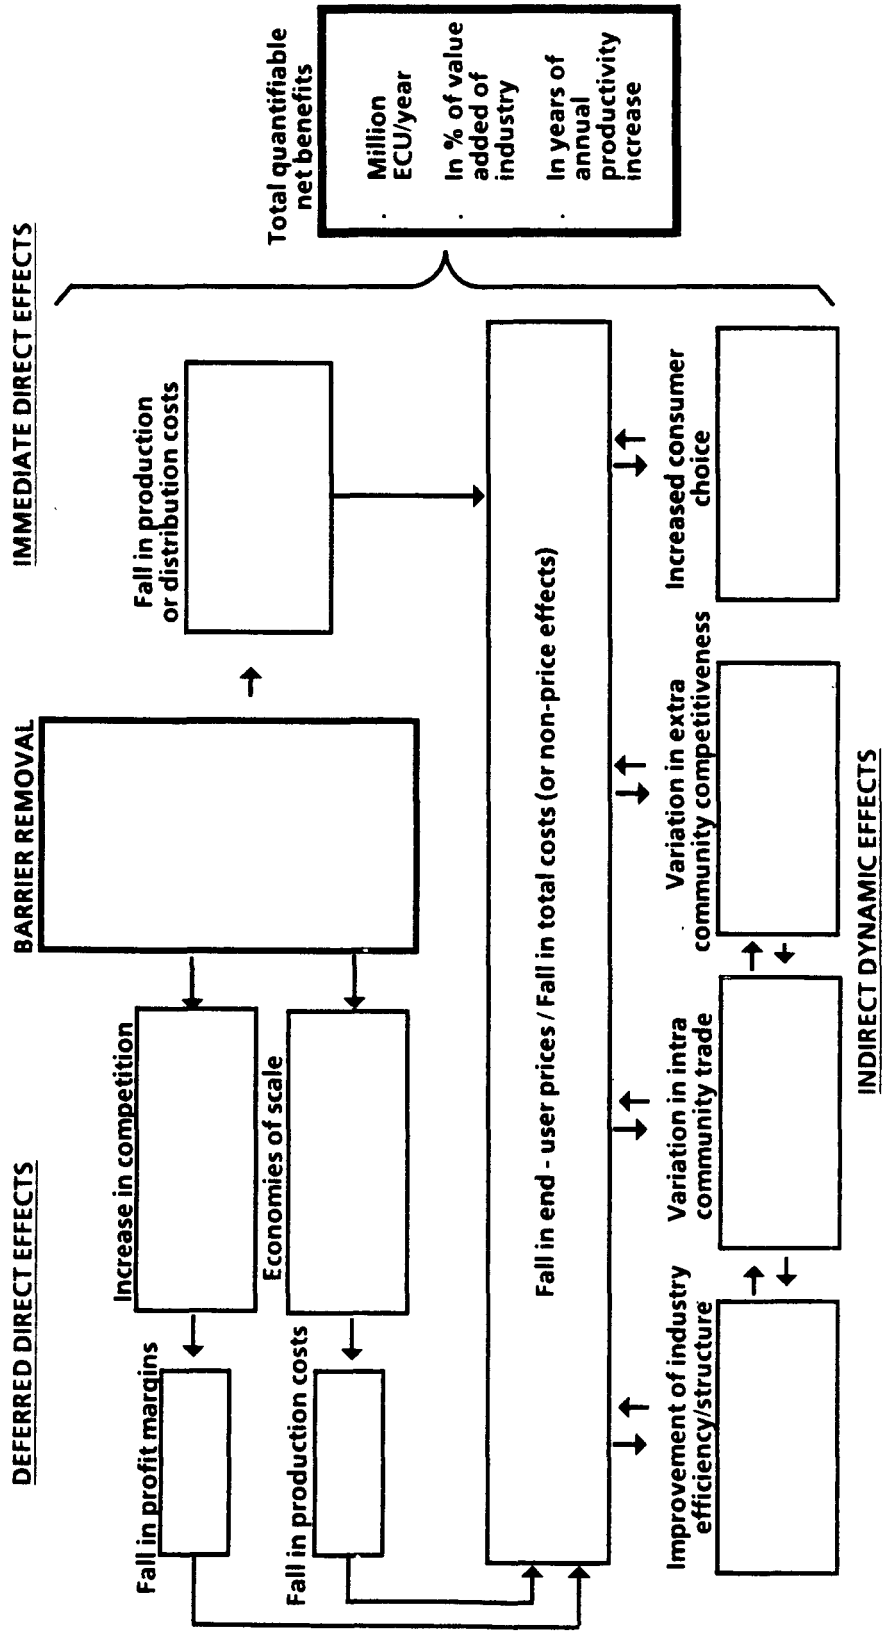 DEFERRED DIRECT EFFECTS
BARRIER REMOVAL
IMMEDIATE DIRECT EFFECTS
Increase in competition
Fall in profit margins
Economies of scale
Fall in production costs
Fall in production
or distribution costs
Total quantifiable
net benefits
· Million
ECU/year
· In % of value
added of
industry
· In years of
annual
productivity
increase
Fall in end - user prices / Fall in total costs (or non-price effects)
Improvement of industry
efficiency/structure
Variation in intra
community trade
Variation in extra
community competitiveness
Increased consumer
choice
INDIRECT DYNAMIC EFFECTS